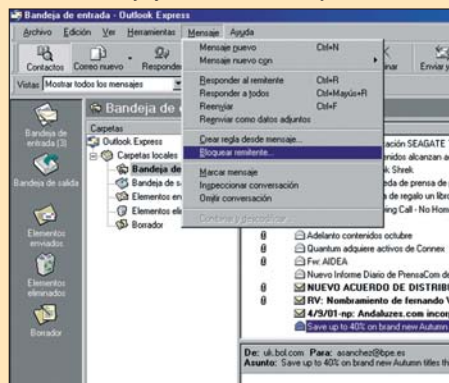 Bandeja de entrada - Outlook Express
Archivo Edición Ver Herramientas Mensaje Ayuda
Contactos Correo nuevo Responder Enviar y
Vistas Mostrar todos los mensajes
Mensaje nuevo Ctrl+N
Mensaje nuevo con
Responder al remitente Ctrl+R
Responder a todos Ctrl+Mayús+R
Reenviar Ctrl+F
Reenviar como datos adjuntos
Crear regla desde mensaje...
Bloquear remitente...
Marcar mensaje
Inspeccionar conversación
Omitir conversación
Combinar y descodificar...
Bandeja de
entrada (3)
Bandeja de salida
Elementos
enviados
Elementos
eliminados
Borrador
Bandeja de
Carpetas
Outlook Express
Carpetas locales
Bandeja de
Bandeja de s
Elementos en
Elementos eli
Borrador
ación SEAGATE
enidos alcanzan a
k Shrek.
eda de prensa de
a de regalo un libro
ving Call - No Hom
Adelanto contenidos octubre
Quantum adquiere activos de Connex
Fw: AIDEA
Nuevo Informe Diario de PrensaCom de
NUEVO ACUERDO DE DISTRIBU
RV: Nombramiento de fernando V
4/9/01-np: Andaluzes.com incorp
Save up to 40% on brand new Autumn
De: uk.bol.com Para: asanchez@bpe.es
Asunto: Save up to 40% on brand new Autumn titles th